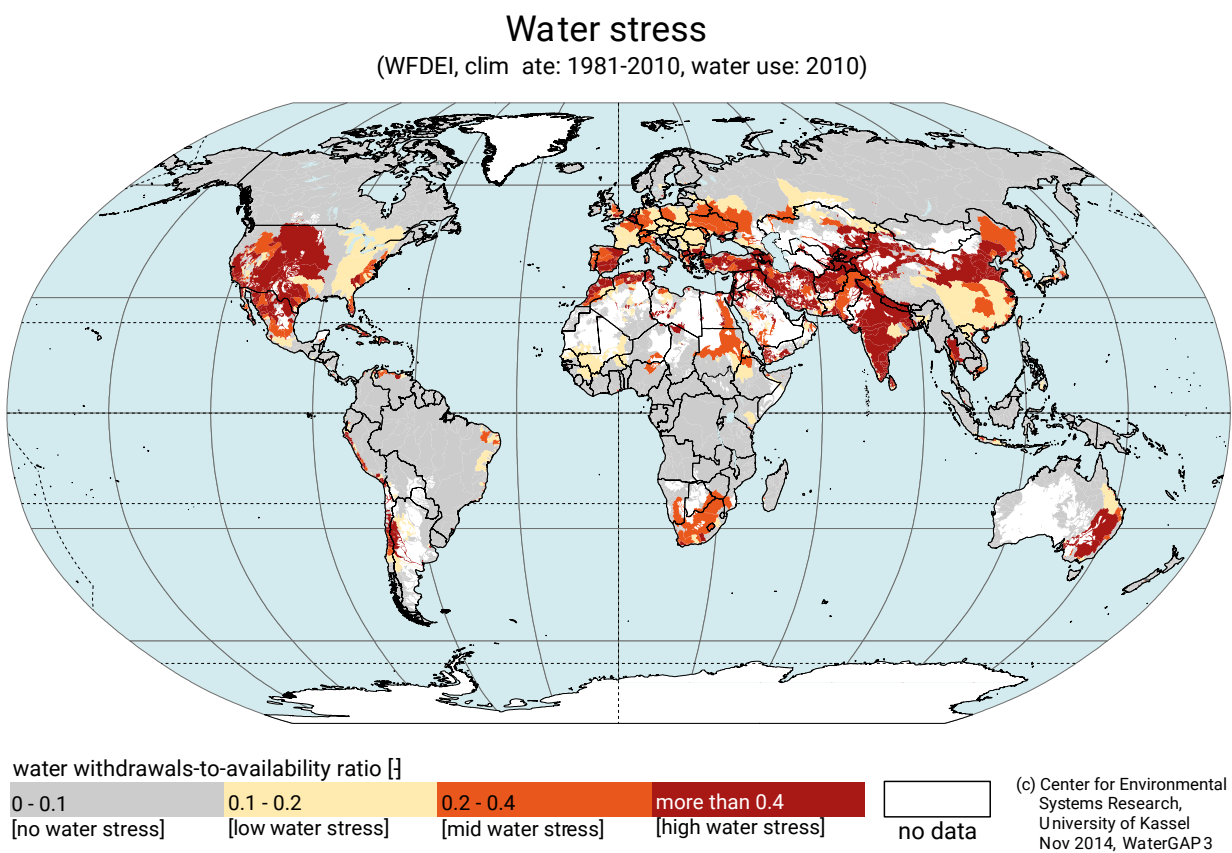 Water stress
(WFDEI, clim ate: 1981-2010, water use: 2010)
water withdrawals-to-availability ratio [-]
0 - 0.1
0.1 - 0.2
0.2 - 0.4
more than 0.4
[no water stress]
[low water stress]
[mid water stress]
[high water stress]
no data
(c) Center for Environmental
Systems Research,
University of Kassel
Nov 2014, WaterGAP3